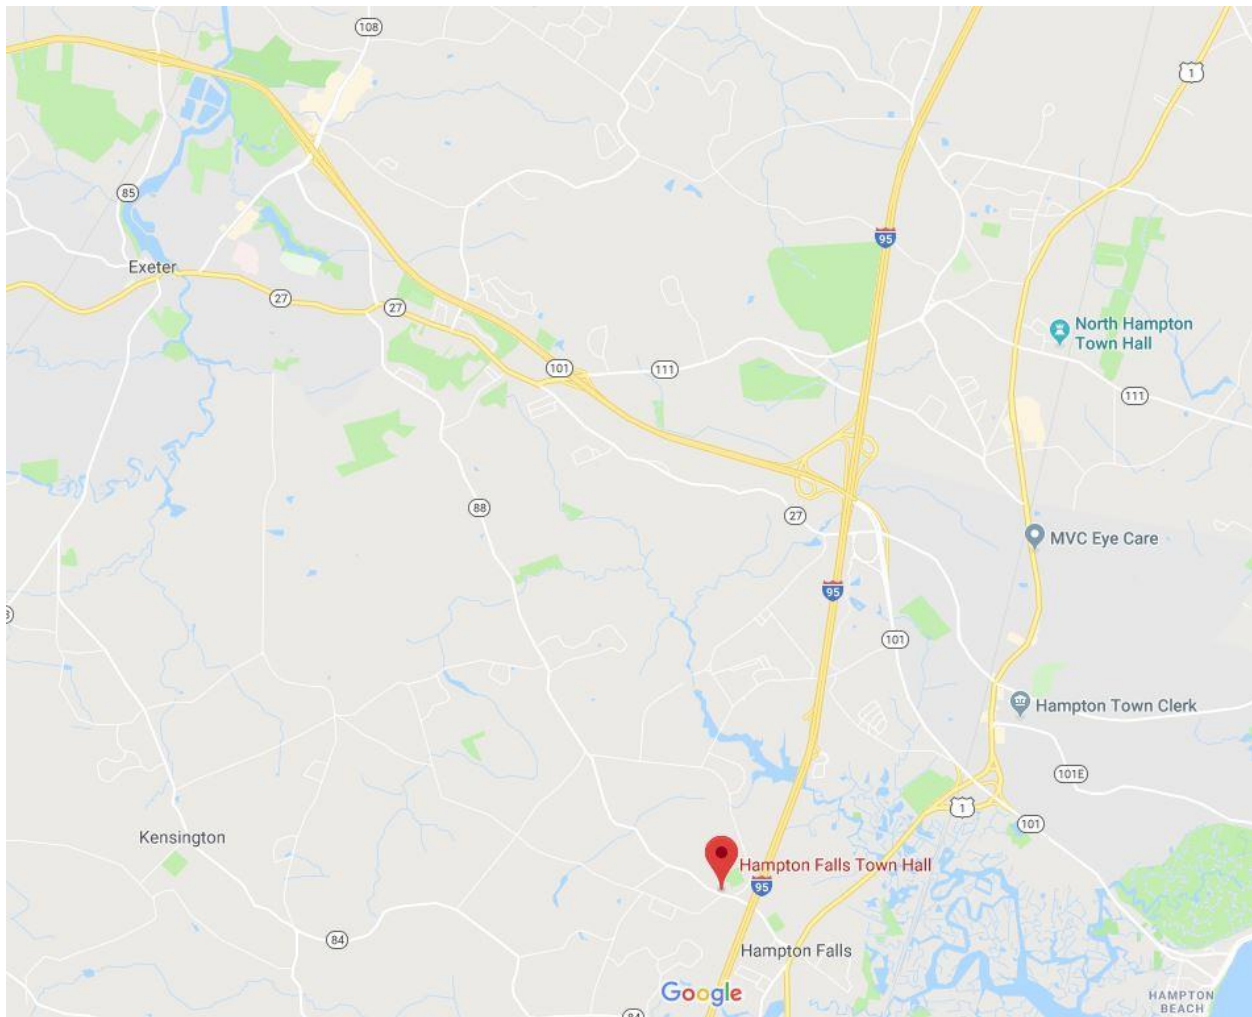 108
1
85
95
Exeter
27
27
North Hampton
Town Hall
101
111
111
88
27
MVC Eye Care
95
101
Hampton Town Clerk
101E
1
101
Kensington
Hampton Falls Town Hall
95
84
Hampton Falls
Google
HAMPTON
BEACH
84